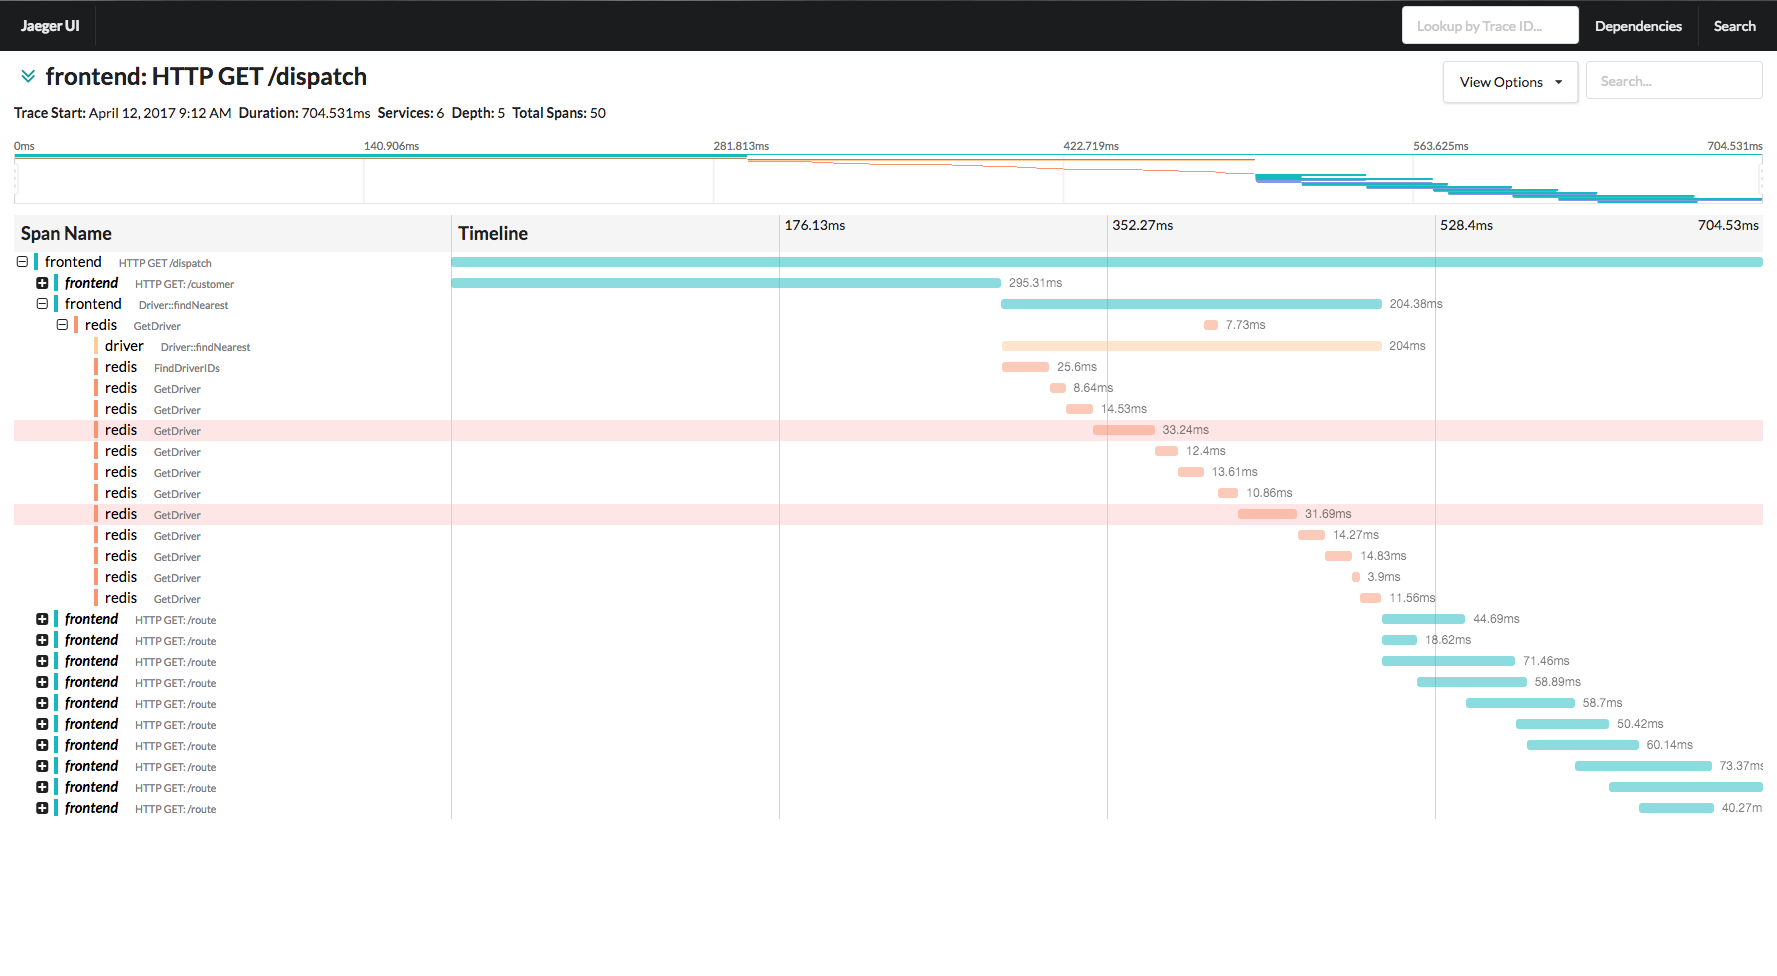 Jaeger UI
Lookup by Trace ID...
Dependencies
Search
frontend: HTTP GET /dispatch
View Options
Search...
Trace Start: April 12, 2017 9:12 AM Duration: 704.531ms Services: 6 Depth: 5 Total Spans: 50
0ms 140.906ms 281.813ms 422.719ms 563.625ms 704.531ms
Span Name Timeline 176.13ms 352.27ms 528.4ms 704.53ms
frontend HTTP GET /dispatch
frontend HTTP GET: /customer 295.31ms
frontend Driver::findNearest 204.38ms
redis GetDriver 7.73ms
driver Driver::findNearest 204ms
redis FindDriverIDs 25.6ms
redis GetDriver 8.64ms
redis GetDriver 14.53ms
redis GetDriver 33.24ms
redis GetDriver 12.4ms
redis GetDriver 13.61ms
redis GetDriver 10.86ms
redis GetDriver 31.69ms
redis GetDriver 14.27ms
redis GetDriver 14.83ms
redis GetDriver 3.9ms
redis GetDriver 11.56ms
frontend HTTP GET: /route 44.69ms
frontend HTTP GET: /route 18.62ms
frontend HTTP GET: /route 71.46ms
frontend HTTP GET: /route 58.89ms
frontend HTTP GET: /route 58.7ms
frontend HTTP GET: /route 50.42ms
frontend HTTP GET: /route 60.14ms
frontend HTTP GET: /route 73.37ms
frontend HTTP GET: /route
frontend HTTP GET: /route 40.27m